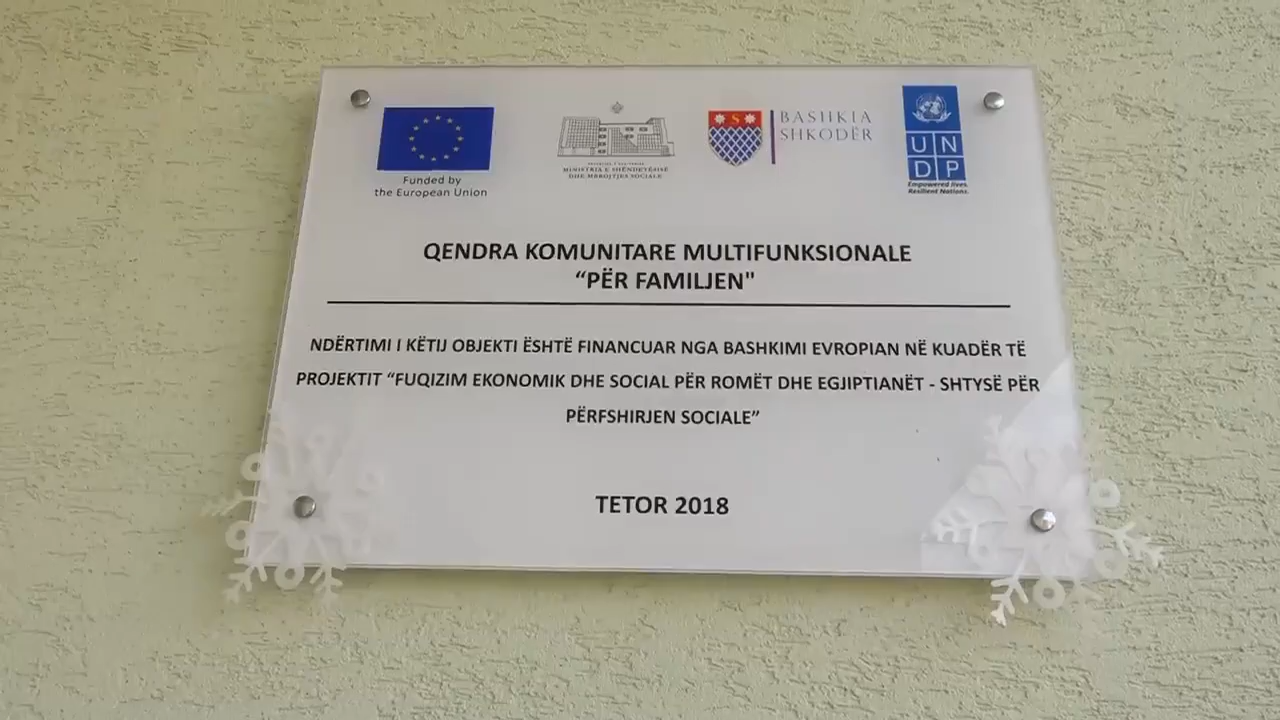 Funded by
the European Union
MINISTRIA E SHËNDETËSISË
DHE MBROJTJES SOCIALE
S
BASHKIA
SHKODËR
UN
DP
Empowered lives.
Resilient Nations.
QENDRA KOMUNITARE MULTIFUNKSIONALE
“PËR FAMILJEN"
NDËRTIMI I KËTIJ OBJEKTI ËSHTË FINANCUAR NGA BASHKIMI EVROPIAN NË KUADËR TË
PROJEKTIT “FUQIZIM EKONOMIK DHE SOCIAL PËR ROMËT DHE EGJIPTIANËT - SHTYSË PËR
PËRFSHIRJEN SOCIALE”
TETOR 2018